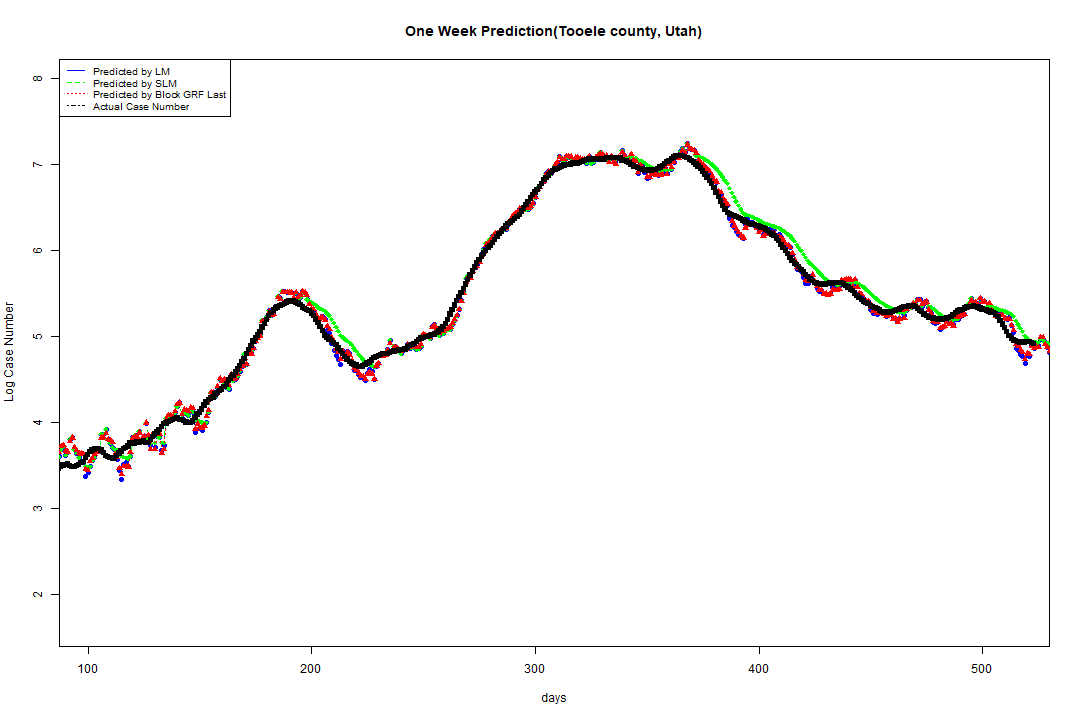 One Week Prediction(Tooele county, Utah)
Predicted by LM
Predicted by SLM
Predicted by Block GRF Last
Actual Case Number
8
7
6
5
4
3
2
Log Case Number
100 200 300 400 500
days